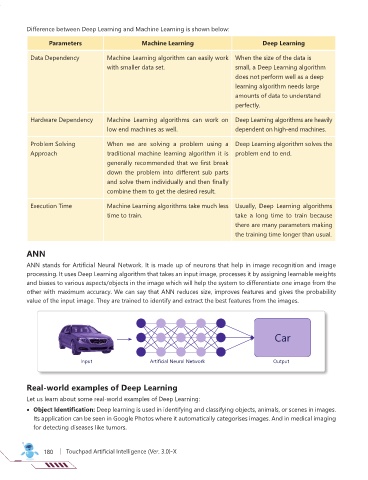 Difference between Deep Learning and Machine Learning is shown below:
Parameters Machine Learning Deep Learning
Data Dependency
Machine Learning algorithm can easily work
with smaller data set.
When the size of the data is
small, a Deep Learning algorithm
does not perform well as a deep
learning algorithm needs large
amounts of data to understand
perfectly.
Hardware Dependency
Machine Learning algorithms can work on
low end machines as well.
Deep Learning algorithms are heavily
dependent on high-end machines.
Problem Solving
Approach
When we are solving a problem using a
traditional machine learning algorithm it is
generally recommended that we first break
down the problem into different sub parts
and solve them individually and then finally
combine them to get the desired result.
Deep Learning algorithm solves the
problem end to end.
Execution Time
Machine Learning algorithms take much less
time to train.
Usually, Deep Learning algorithms
take a long time to train because
there are many parameters making
the training time longer than usual.
ANN
ANN stands for Artificial Neural Network. It is made up of neurons that help in image recognition and image
processing. It uses Deep Learning algorithm that takes an input image, processes it by assigning learnable weights
and biases to various aspects/objects in the image which will help the system to differentiate one image from the
other with maximum accuracy. We can say that ANN reduces size, improves features and gives the probability
value of the input image. They are trained to identify and extract the best features from the images.
Car
Input Artificial Neural Network Output
Real-world examples of Deep Learning
Let us learn about some real-world examples of Deep Learning:
• Object Identification: Deep learning is used in identifying and classifying objects, animals, or scenes in images.
Its application can be seen in Google Photos where it automatically categorises images. And in medical imaging
for detecting diseases like tumors.
180 | Touchpad Artificial Intelligence (Ver. 3.0)-X